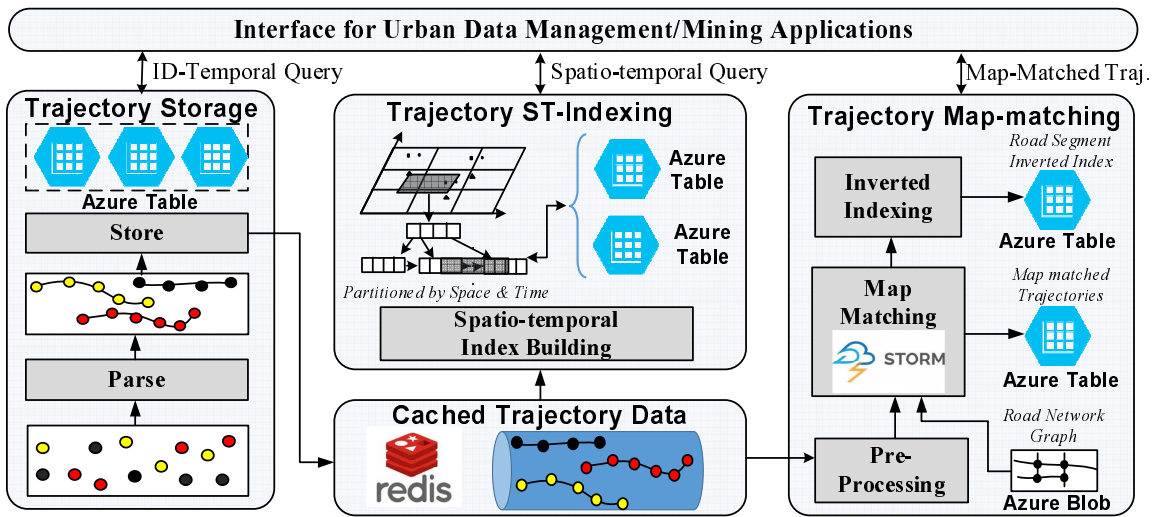 Interface for Urban Data Management/Mining Applications
ID-Temporal Query
Spatio-temporal Query
Map-Matched Traj.
Trajectory Storage
Azure Table
Store
Parse
Trajectory ST-Indexing
Azure
Table
Azure
Table
Partitioned by Space & Time
Spatio-temporal
Index Building
Cached Trajectory Data
redis
Trajectory Map-matching
Road Segment
Inverted Index
Inverted
Indexing
Azure Table
Map matched
Trajectories
Map
Matching
STORM
Azure Table
Road Network
Graph
Pre-
Processing
Azure Blob